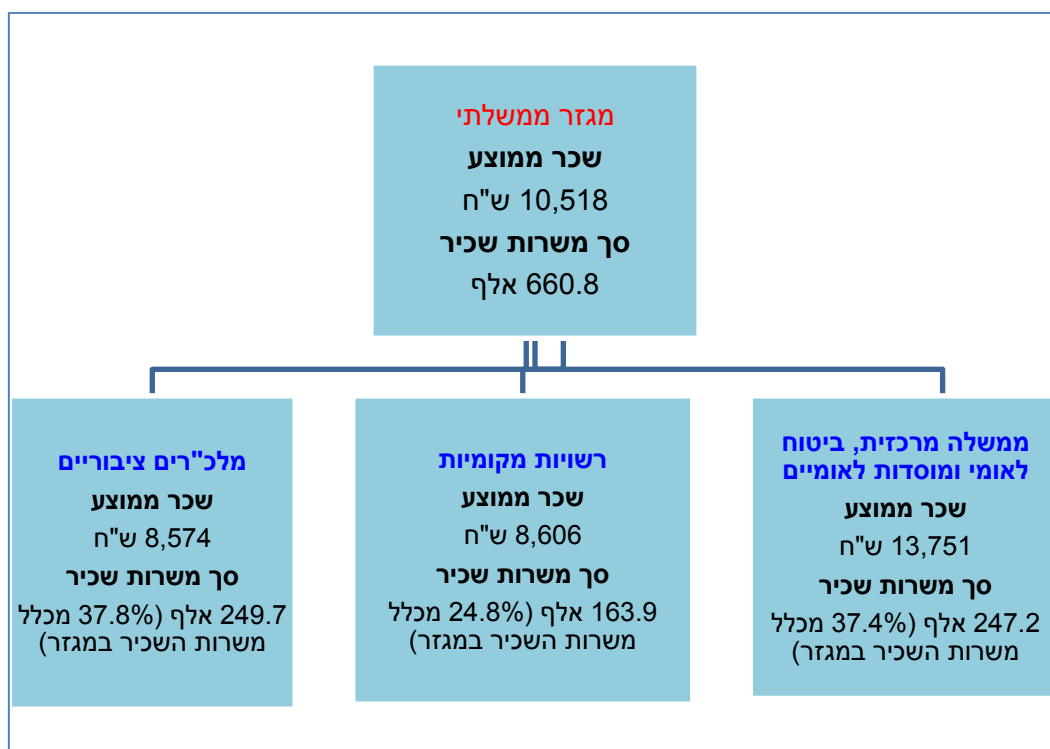 מגזר ממשלתי
שכר ממוצע
10,518 ש"ח
סך משרות שכיר
660.8 אלף
ממשלה מרכזית, ביטוח
לאומי ומוסדות לאומיים
שכר ממוצע
13,751 ש"ח
סך משרות שכיר
247.2 אלף (37.4% מכלל
משרות השכיר במגזר)
רשויות מקומיות
שכר ממוצע
8,606 ש"ח
סך משרות שכיר
163.9 אלף (24.8% מכלל
משרות השכיר במגזר)
מלכ"רים ציבוריים
שכר ממוצע
8,574 ש"ח
סך משרות שכיר
249.7 אלף (37.8% מכלל
משרות השכיר במגזר)